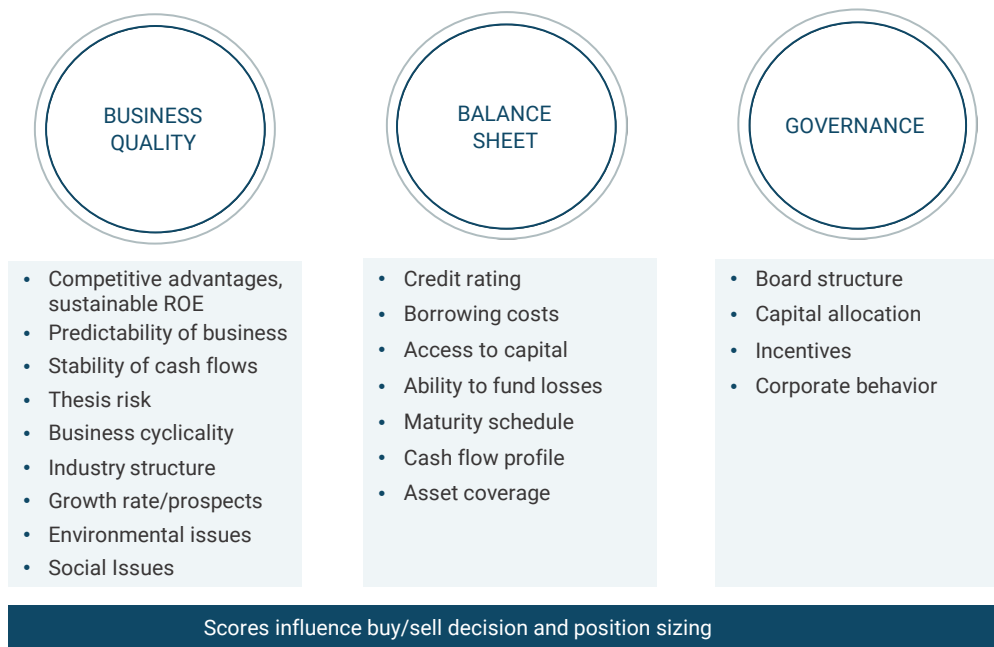 BUSINESS
QUALITY
• Competitive advantages,
sustainable ROE
• Predictability of business
• Stability of cash flows
• Thesis risk
• Business cyclicality
• Industry structure
• Growth rate/prospects
• Environmental issues
• Social Issues
BALANCE
SHEET
• Credit rating
• Borrowing costs
• Access to capital
• Ability to fund losses
• Maturity schedule
• Cash flow profile
• Asset coverage
GOVERNANCE
• Board structure
• Capital allocation
• Incentives
• Corporate behavior
Scores influence buy/sell decision and position sizing